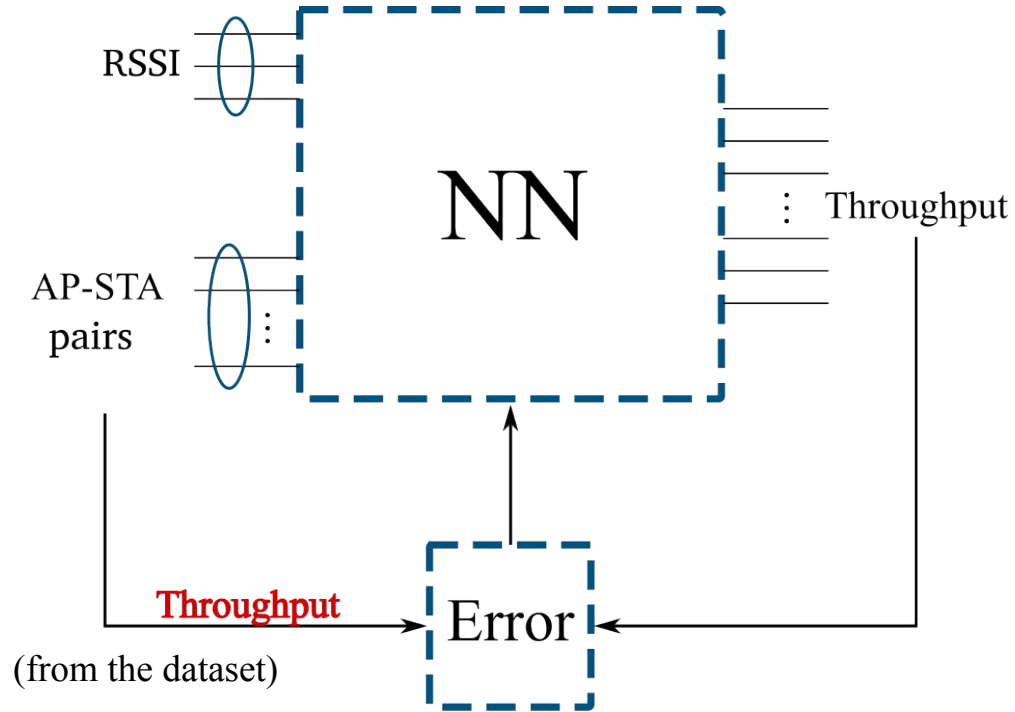 RSSI
NN
Throughput
AP-STA
pairs
Throughput
Error
(from the dataset)